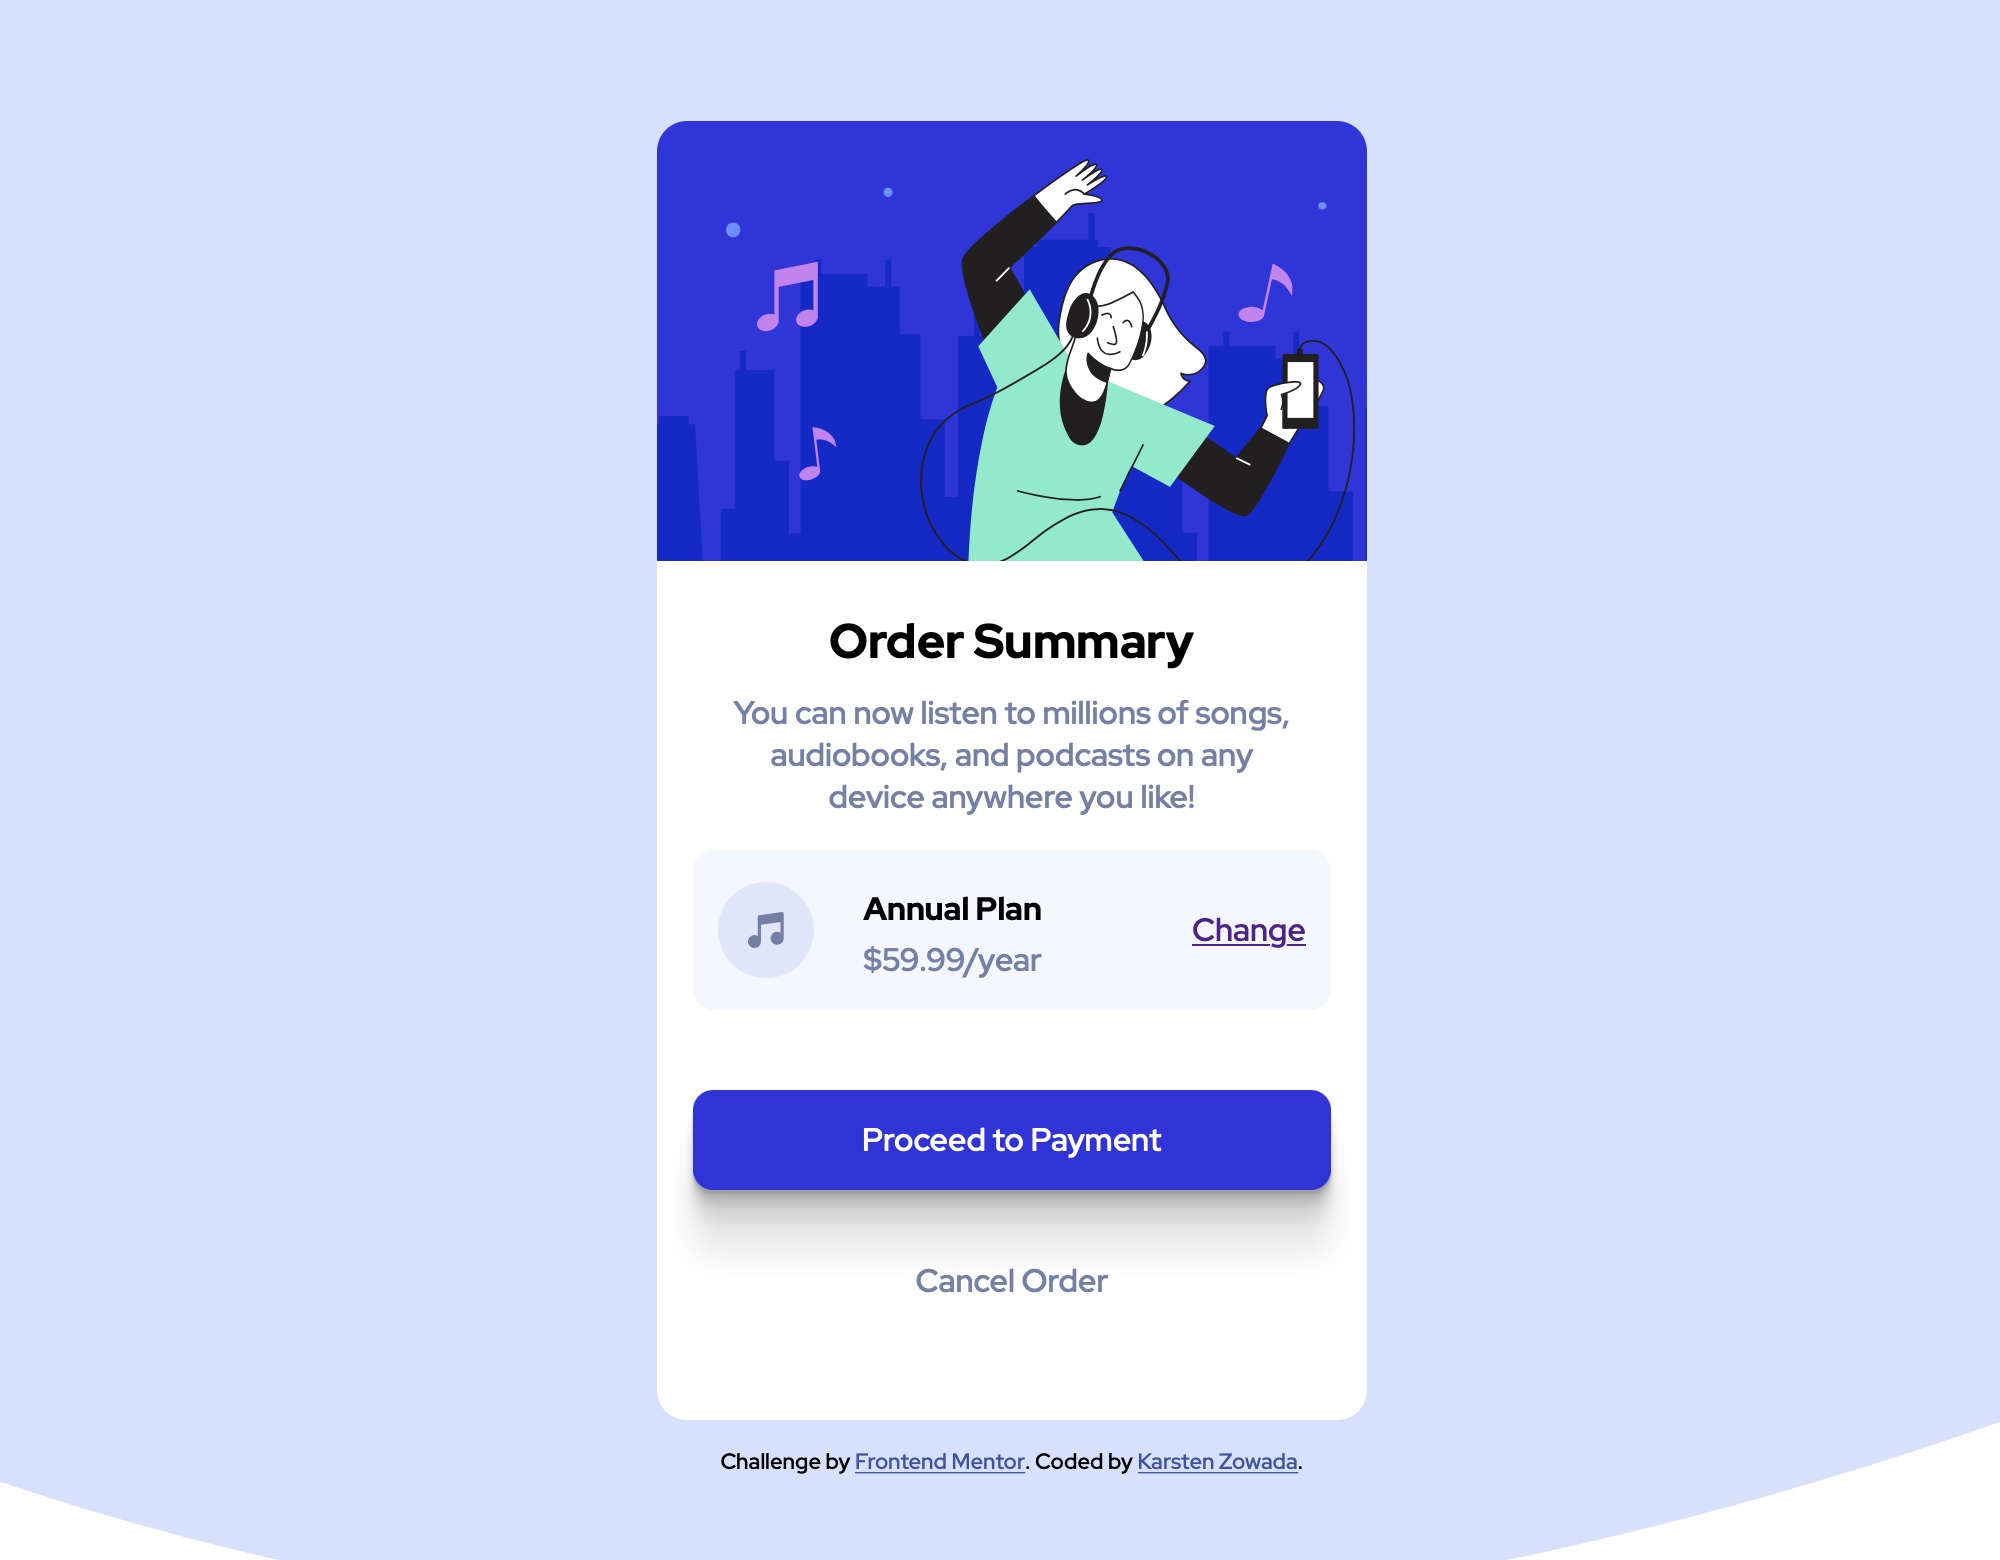 Order Summary
You can now listen to millions of songs,
audiobooks, and podcasts on any
device anywhere you like!
Annual Plan
$59.99/year
Change
Proceed to Payment
Cancel Order
Challenge by Frontend Mentor. Coded by Karsten Zowada.